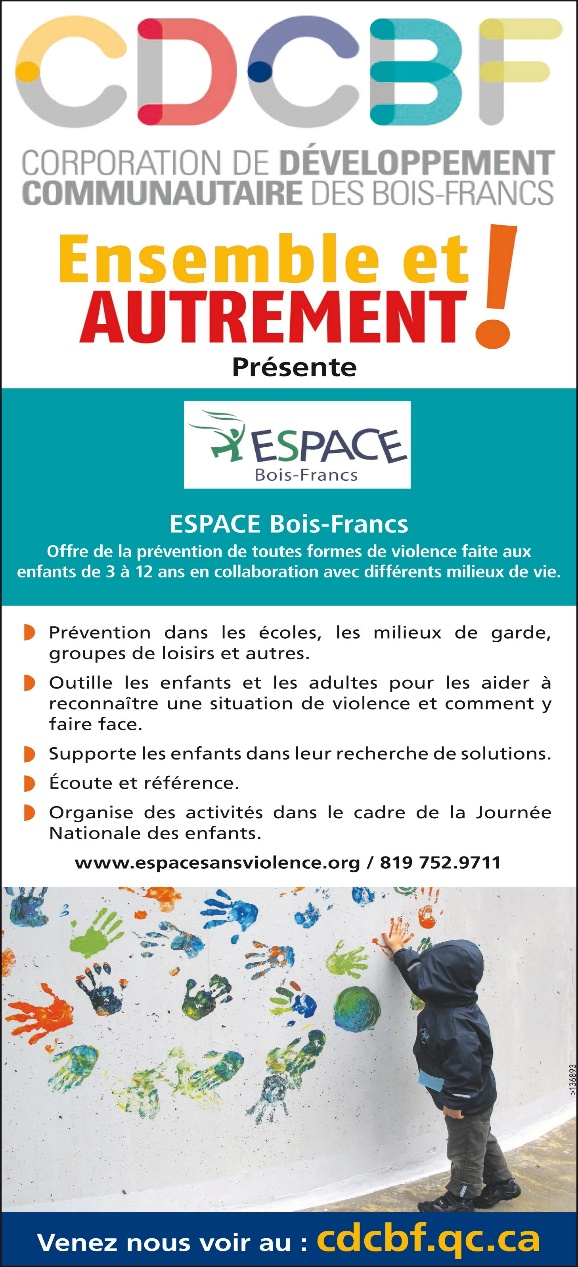 CDCBF
CORPORATION DE DÉVELOPPEMENT
COMMUNAUTAIRE DES BOIS-FRANCS
Ensemble et
AUTREMENT!
Présente
ESPACE
Bois-Francs
ESPACE Bois-Francs
Offre de la prévention de toutes formes de violence faite aux
enfants de 3 à 12 ans en collaboration avec différents milieux de vie.
Prévention dans les écoles, les milieux de garde,
groupes de loisirs et autres.
Outille les enfants et les adultes pour les aider à
reconnaître une situation de violence et comment y
faire face.
Supporte les enfants dans leur recherche de solutions.
Écoute et référence.
Organise des activités dans le cadre de la Journée
Nationale des enfants.
www.espacesansviolence.org / 819 752.9711
>136893
Venez nous voir au : cdcbf.qc.ca